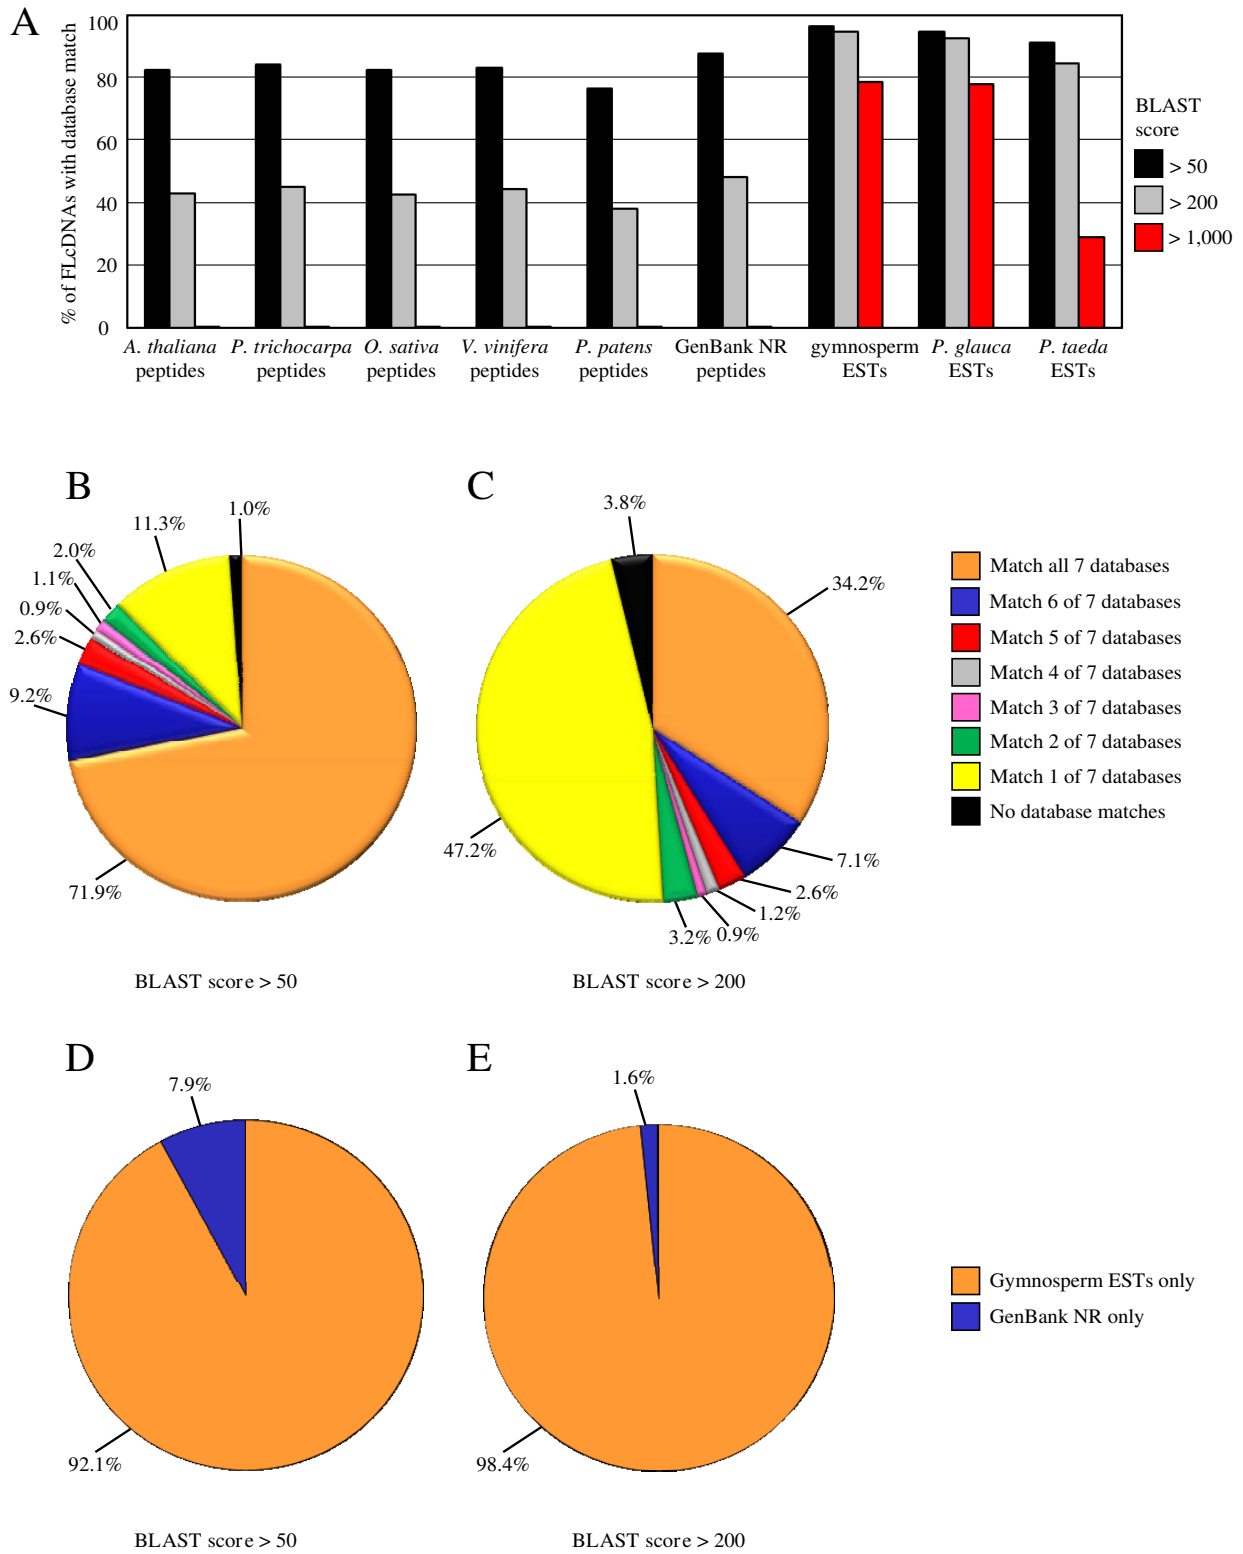 A
% of FLcDNAs with database match
100
80
60
40
20
0
A. thaliana peptides
P. trichocarpa peptides
O. sativa peptides
V. vinifera peptides
P. patens peptides
GenBank NR peptides
gymnosperm ESTs
P. glauca ESTs
P. taeda ESTs
BLAST
score
> 50
> 200
> 1,000
B
1.0%
11.3%
2.0%
1.1%
0.9%
2.6%
9.2%
71.9%
BLAST score > 50
C
3.8%
34.2%
47.2%
7.1%
2.6%
1.2%
0.9%
3.2%
BLAST score > 200
Match all 7 databases
Match 6 of 7 databases
Match 5 of 7 databases
Match 4 of 7 databases
Match 3 of 7 databases
Match 2 of 7 databases
Match 1 of 7 databases
No database matches
D
7.9%
92.1%
BLAST score > 50
E
1.6%
98.4%
BLAST score > 200
Gymnosperm ESTs only
GenBank NR only